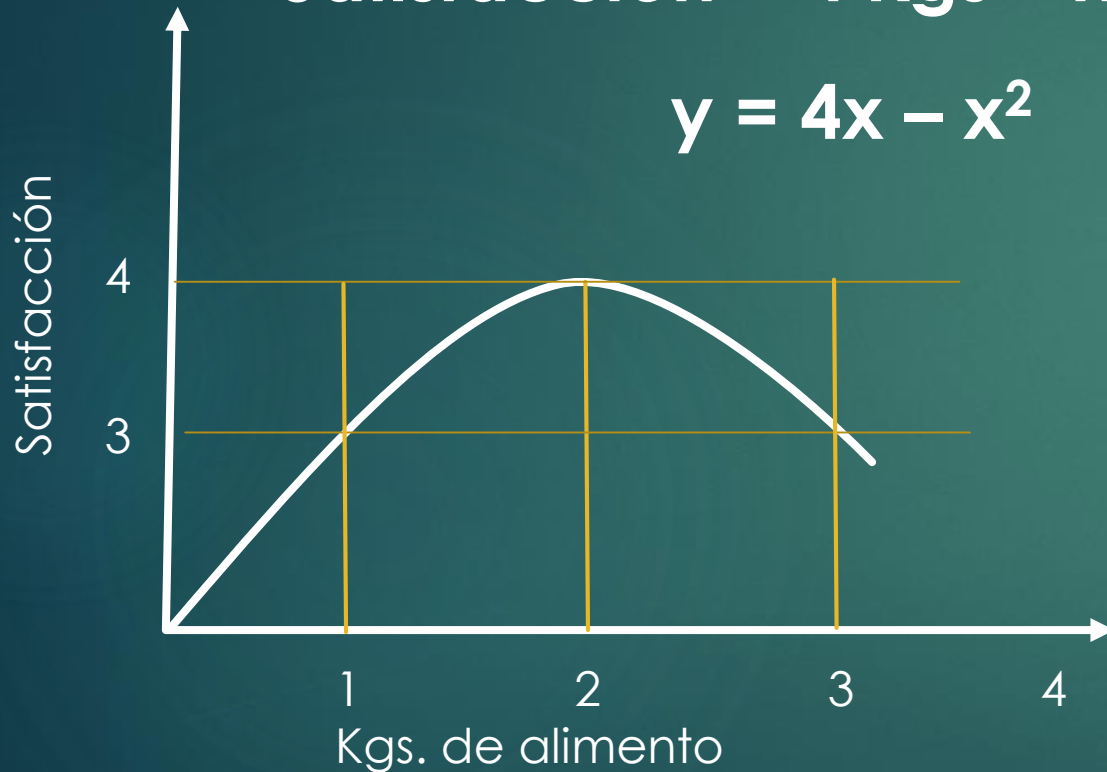 y = 4x – x²
Satisfacción
4
3
1 2 3 4
Kgs. de alimento